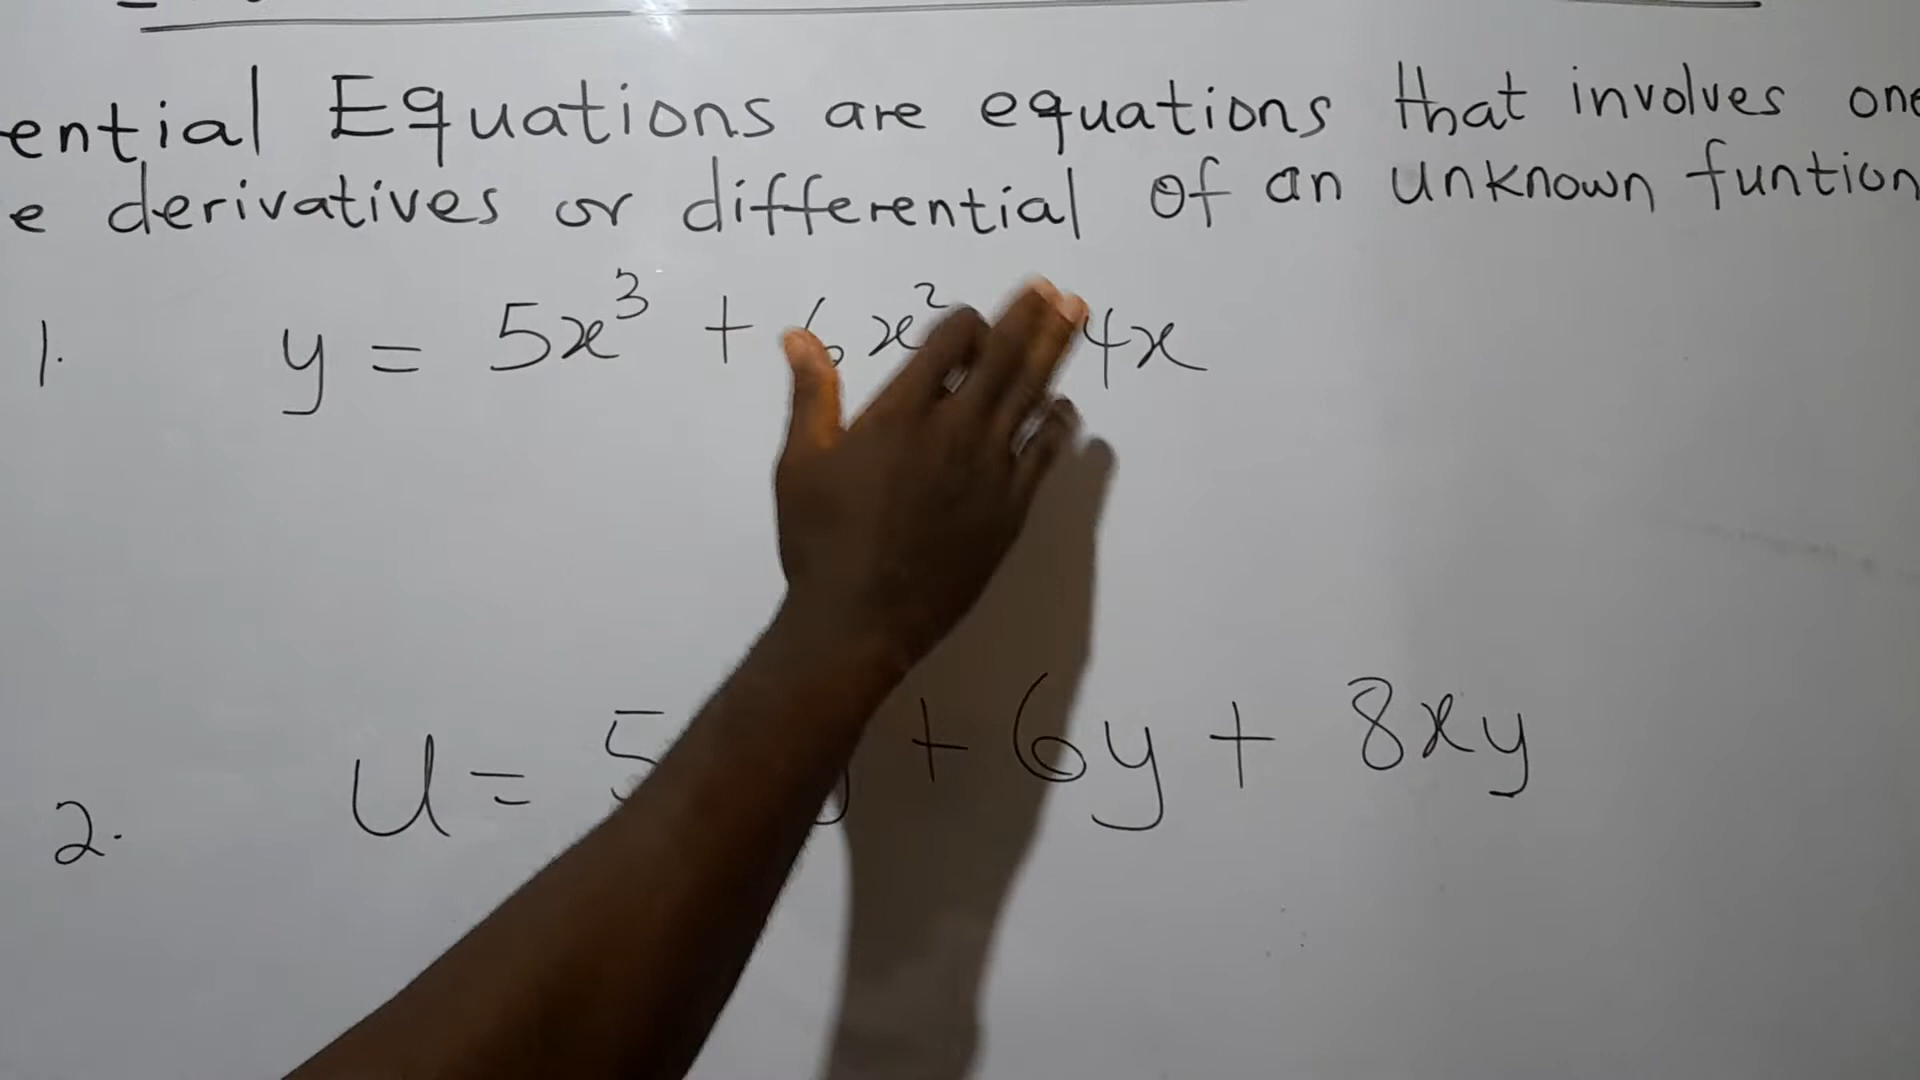 ential Equations are equations that involves one
e derivatives or differential of an unknown funtion
1. y = 5x³ + 6x² 4x
2. U = 5 + 6y + 8xy